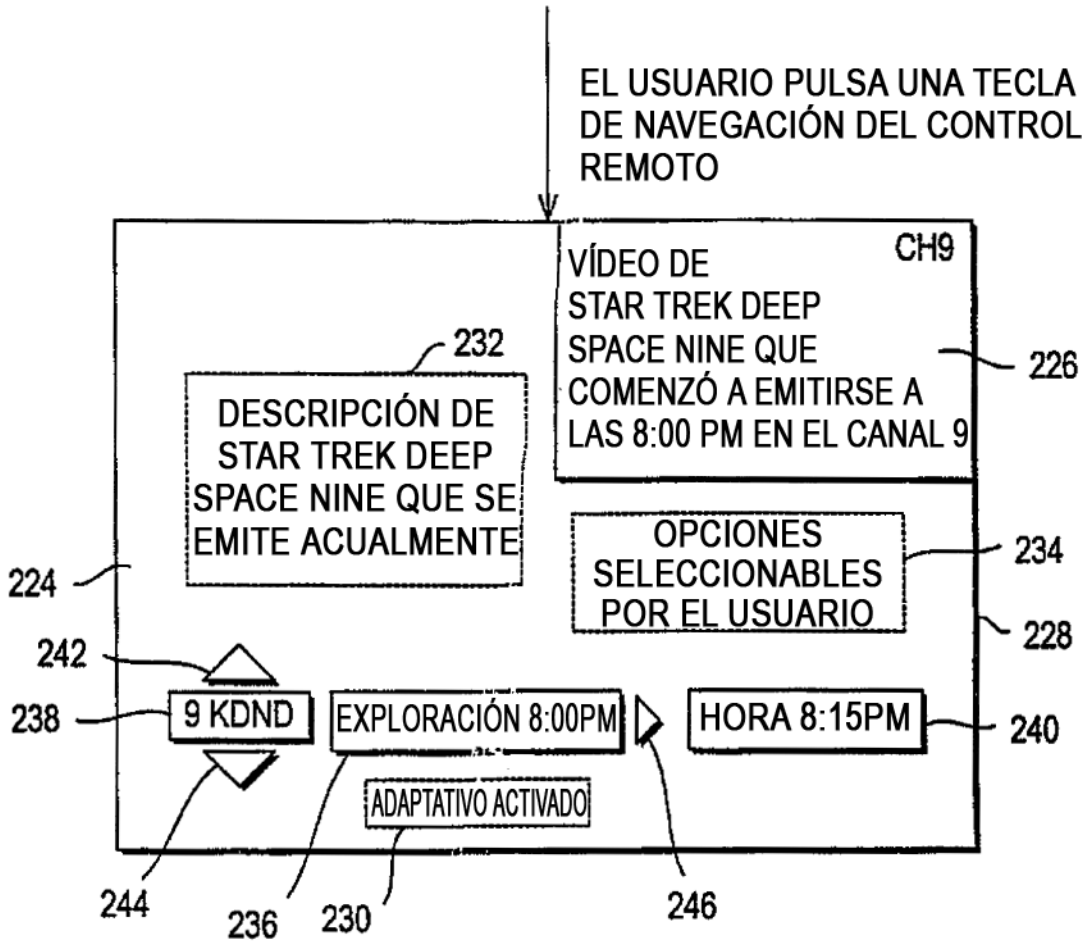 EL USUARIO PULSA UNA TECLA
DE NAVEGACIÓN DEL CONTROL
REMOTO
CH9
VÍDEO DE
STAR TREK DEEP
SPACE NINE QUE
COMENZÓ A EMITIRSE A
LAS 8:00 PM EN EL CANAL 9
226
232
DESCRIPCIÓN DE
STAR TREK DEEP
SPACE NINE QUE SE
EMITE ACUALMENTE
OPCIONES
SELECCIONABLES
POR EL USUARIO
234
224
228
242
238
9 KDND
EXPLORACIÓN 8:00PM
HORA 8:15PM
240
ADAPTATIVO ACTIVADO
244
236
230
246